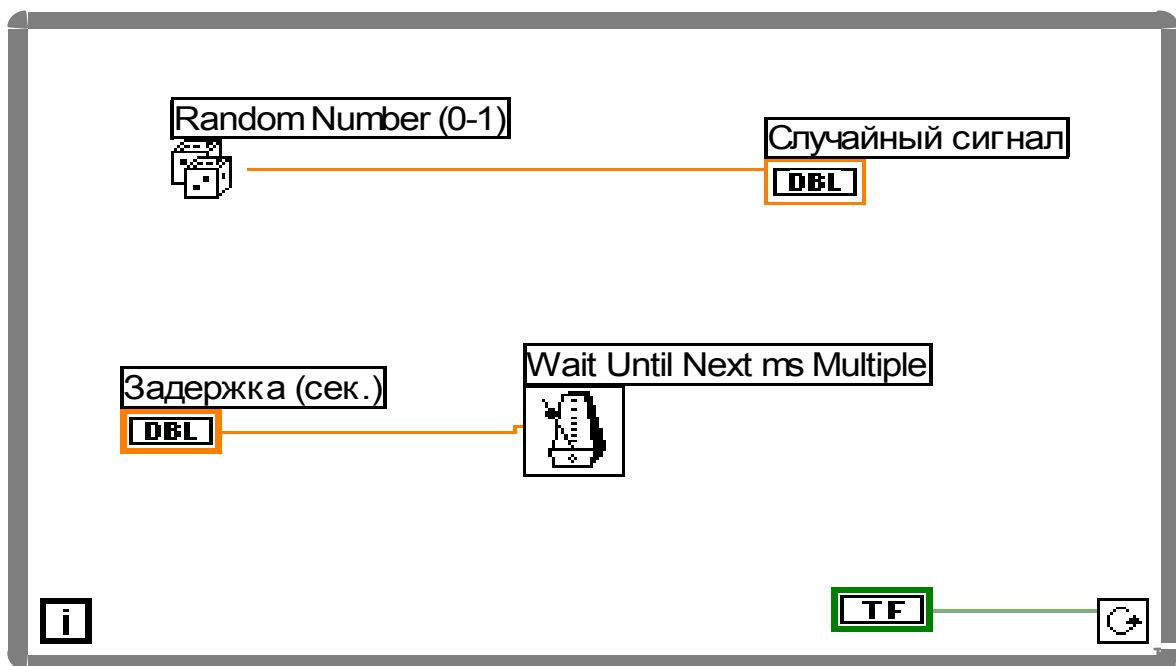 Random Number (0-1)
Случайный сигнал
DBL
Wait Until Next ms Multiple
Задержка (сек.)
DBL
i
TF